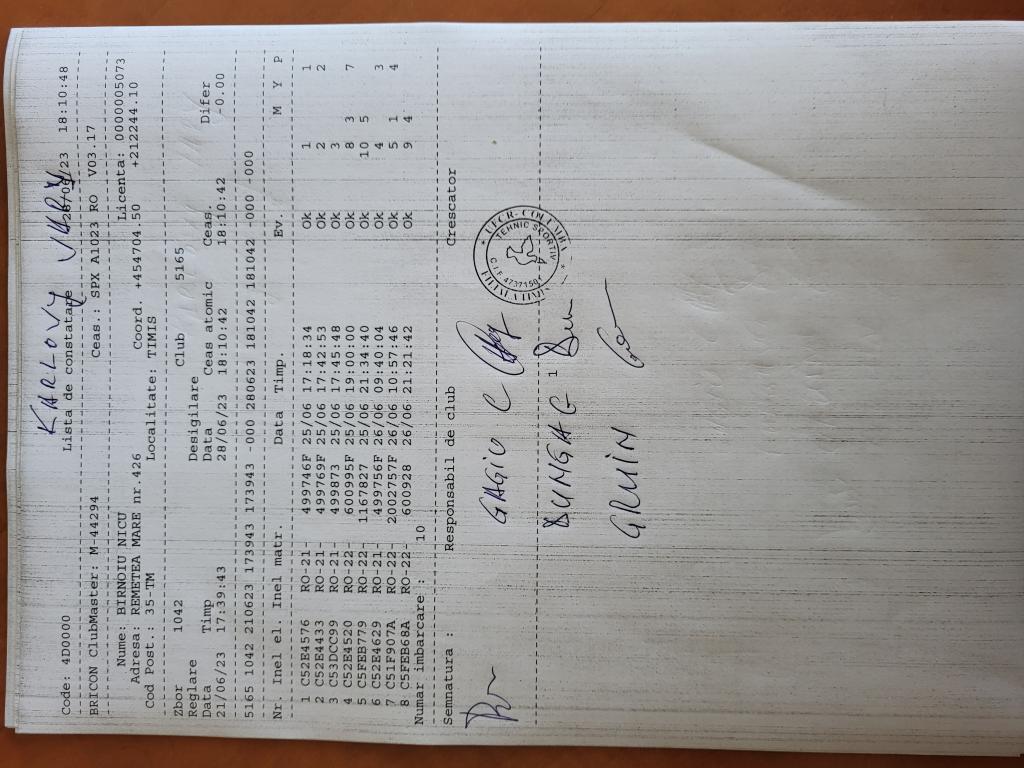 KARLOVY VARY
Code: 4D0000 Lista de constatare 28/06/23 18:10:48
BRICON ClubMaster: M-44294 Ceas.: SPX A1023 RO V03.17
Nume: BIRNOIU NICU Licenta: 0000005073
Adresa: REMETEA MARE nr.426 Coord. +454704.50 +212244.10
Cod Post.: 35-TM Localitate: TIMIS
Zbor 1042 Club 5165
Reglare Desigilare
Data Timp Data Ceas atomic Ceas. Difer
21/06/23 17:39:43 28/06/23 18:10:42 18:10:42 -0.00
5165 1042 210623 173943 173943 -000 280623 181042 181042 -000 -000
Nr. Inel el. Inel matr. Data Timp. Ev. M Y P
1 C52E4576 RO-21- 499746F 25/06 17:18:34 Ok 1 1
2 C52E4433 RO-21- 499769F 25/06 17:42:53 Ok 2 2
3 C53DCC99 RO-21- 499873 25/06 17:45:48 Ok 3
4 C52E4520 RO-22- 600995F 25/06 19:00:00 Ok 8 3 7
5 C5FEB779 RO-22- 1167827 25/06 21:34:40 Ok 10 5
6 C52E4629 RO-21- 499756F 26/06 09:40:04 Ok 4 3
7 C51F907A RO-22- 2002757F 26/06 10:57:46 Ok 5 1 4
8 C5FEB68A RO-22- 600928 26/06 21:21:42 Ok 9 4
Numar imbarcare : 10
Semnatura : Responsabil de club Crescator
GAGIU C
DUNGA G 1
GRUIN
UFCR- COLUMBA
TEHNIC SPORTIV
C.I.F. 47371591
FILIALA TIMIS